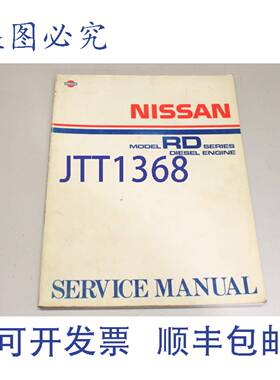 是图必究
NISSAN
MODEL RD SERIES
DIESEL ENGINE
JTT1368
SERVICE MANUAL
可开发票 顺丰包邮